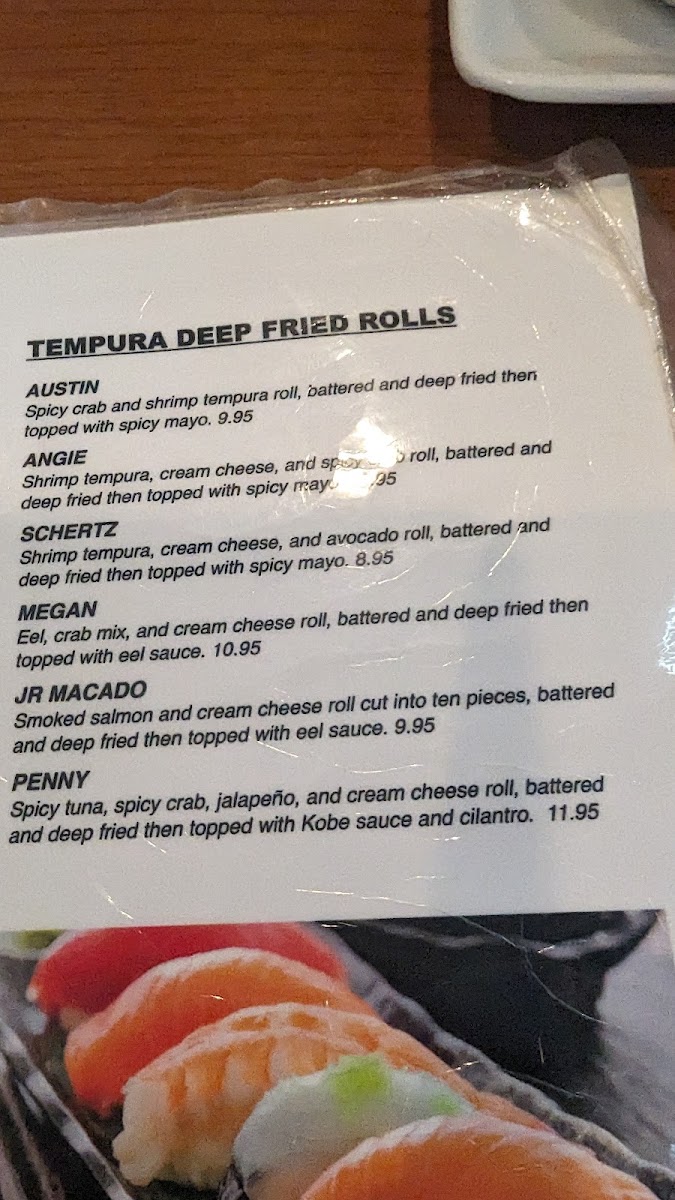 TEMPURA DEEP FRIED ROLLS
AUSTIN
Spicy crab and shrimp tempura roll, battered and deep fried then
topped with spicy mayo. 9.95
ANGIE
Shrimp tempura, cream cheese, and spicy roll, battered and
deep fried then topped with spicy mayo
SCHERTZ
Shrimp tempura, cream cheese, and avocado roll, battered and
deep fried then topped with spicy mayo. 8.95
MEGAN
Eel, crab mix, and cream cheese roll, battered and deep fried then
topped with eel sauce. 10.95
JR MACADO
Smoked salmon and cream cheese roll cut into ten pieces, battered
and deep fried then topped with eel sauce. 9.95
PENNY
Spicy tuna, spicy crab, jalapeño, and cream cheese roll, battered
and deep fried then topped with Kobe sauce and cilantro. 11.95